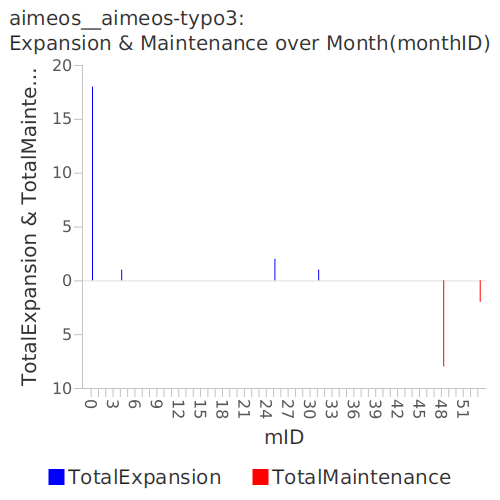 aimeos__aimeos-typo3:
Expansion & Maintenance over Month(monthID)
TotalExpansion & TotalMainte...
20
15
10
5
0
5
10
0 3 6 9 12 15 18 21 24 27 30 33 36 39 42 45 48 51
mID
TotalExpansion TotalMaintenance